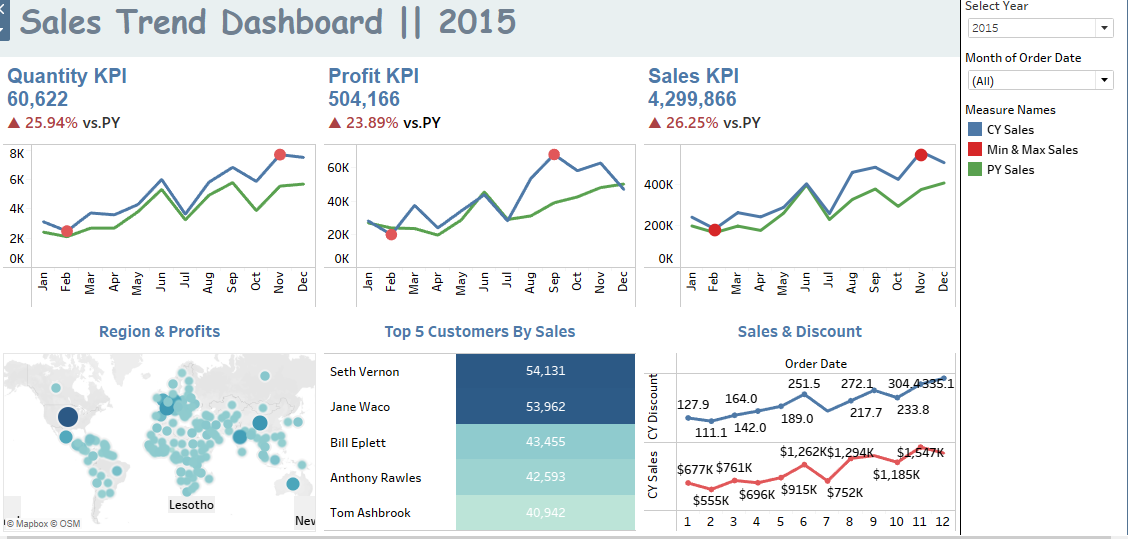 Sales Trend Dashboard || 2015
Select Year
2015
Month of Order Date
(All)
Measure Names
CY Sales
Min & Max Sales
PY Sales
Quantity KPI
60,622
▲ 25.94% vs.PY
8K
6K
4K
2K
0K
Jan Feb Mar Apr May Jun Jul Aug Sep Oct Nov Dec
Profit KPI
504,166
▲ 23.89% vs.PY
60K
40K
20K
0K
Jan Feb Mar Apr May Jun Jul Aug Sep Oct Nov Dec
Sales KPI
4,299,866
▲ 26.25% vs.PY
400K
200K
0K
Jan Feb Mar Apr May Jun Jul Aug Sep Oct Nov Dec
Region & Profits
Lesotho
© Mapbox © OSM
Top 5 Customers By Sales
Seth Vernon 54,131
Jane Waco 53,962
Bill Eplett 43,455
Anthony Rawles 42,593
Tom Ashbrook 40,942
Sales & Discount
Order Date
CY Discount
127.9 111.1 164.0 142.0 189.0 251.5 272.1 217.7 304.4 233.8 335.1
CY Sales
$677K $555K $761K $696K $915K $1,262K $752K $1,294K $1,185K $1,547K
1 2 3 4 5 6 7 8 9 10 11 12